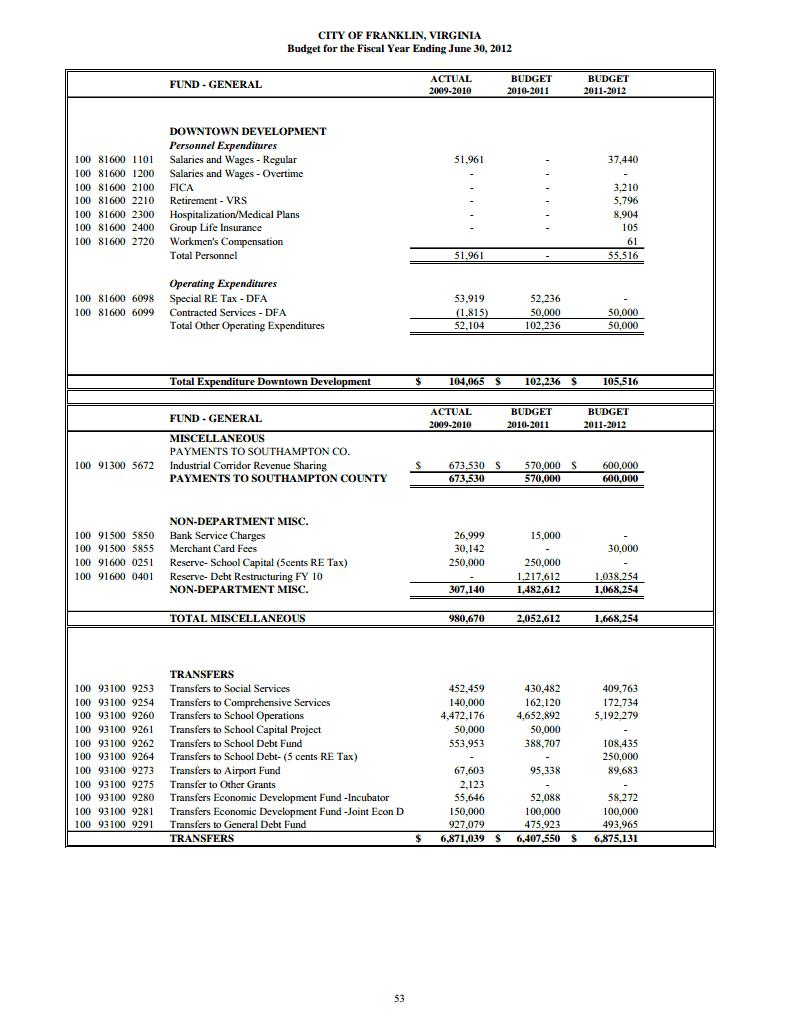 CITY OF FRANKLIN, VIRGINIA
Budget for the Fiscal Year Ending June 30, 2012
FUND - GENERAL ACTUAL 2009-2010 BUDGET 2010-2011 BUDGET 2011-2012
DOWNTOWN DEVELOPMENT
Personnel Expenditures
100 81600 1101 Salaries and Wages - Regular 51,961 - 37,440
100 81600 1200 Salaries and Wages - Overtime - - -
100 81600 2100 FICA - - 3,210
100 81600 2210 Retirement - VRS - - 5,796
100 81600 2300 Hospitalization/Medical Plans - - 8,904
100 81600 2400 Group Life Insurance - - 105
100 81600 2720 Workmen's Compensation 61
Total Personnel 51,961 - 55,516
Operating Expenditures
100 81600 6098 Special RE Tax - DFA 53,919 52,236 -
100 81600 6099 Contracted Services - DFA (1,815) 50,000 50,000
Total Other Operating Expenditures 52,104 102,236 50,000
Total Expenditure Downtown Development $ 104,065 $ 102,236 $ 105,516
FUND - GENERAL ACTUAL 2009-2010 BUDGET 2010-2011 BUDGET 2011-2012
MISCELLANEOUS
PAYMENTS TO SOUTHAMPTON CO.
100 91300 5672 Industrial Corridor Revenue Sharing $ 673,530 $ 570,000 $ 600,000
PAYMENTS TO SOUTHAMPTON COUNTY 673,530 570,000 600,000
NON-DEPARTMENT MISC.
100 91500 5850 Bank Service Charges 26,999 15,000 -
100 91500 5855 Merchant Card Fees 30,142 - 30,000
100 91600 0251 Reserve- School Capital (5cents RE Tax) 250,000 250,000 -
100 91600 0401 Reserve- Debt Restructuring FY 10 - 1,217,612 1,038,254
NON-DEPARTMENT MISC. 307,140 1,482,612 1,068,254
TOTAL MISCELLANEOUS 980,670 2,052,612 1,668,254
TRANSFERS
100 93100 9253 Transfers to Social Services 452,459 430,482 409,763
100 93100 9254 Transfers to Comprehensive Services 140,000 162,120 172,734
100 93100 9260 Transfers to School Operations 4,472,176 4,652,892 5,192,279
100 93100 9261 Transfers to School Capital Project 50,000 50,000 -
100 93100 9262 Transfers to School Debt Fund 553,953 388,707 108,435
100 93100 9264 Transfers to School Debt- (5 cents RE Tax) - - 250,000
100 93100 9273 Transfers to Airport Fund 67,603 95,338 89,683
100 93100 9275 Transfer to Other Grants 2,123 - -
100 93100 9280 Transfers Economic Development Fund -Incubator 55,646 52,088 58,272
100 93100 9281 Transfers Economic Development Fund -Joint Econ D 150,000 100,000 100,000
100 93100 9291 Transfers to General Debt Fund 927,079 475,923 493,965
TRANSFERS $ 6,871,039 $ 6,407,550 $ 6,875,131
53